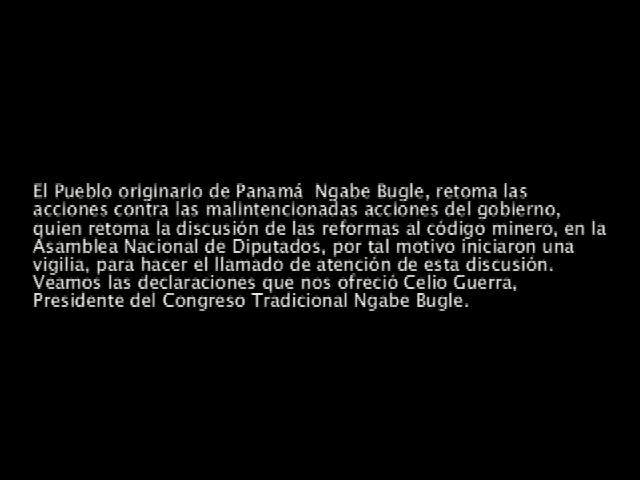 El Pueblo originario de Panamá  Ngabe Bugle, retoma las
acciones contra las malintencionadas acciones del gobierno,
quien retoma la discusión de las reformas al código minero, en la
Asamblea Nacional de Diputados, por tal motivo iniciaron una
vigilia, para hacer el llamado de atención de esta discusión.
Veamos las declaraciones que nos ofreció Celio Guerra,
Presidente del Congreso Tradicional Ngabe Bugle.